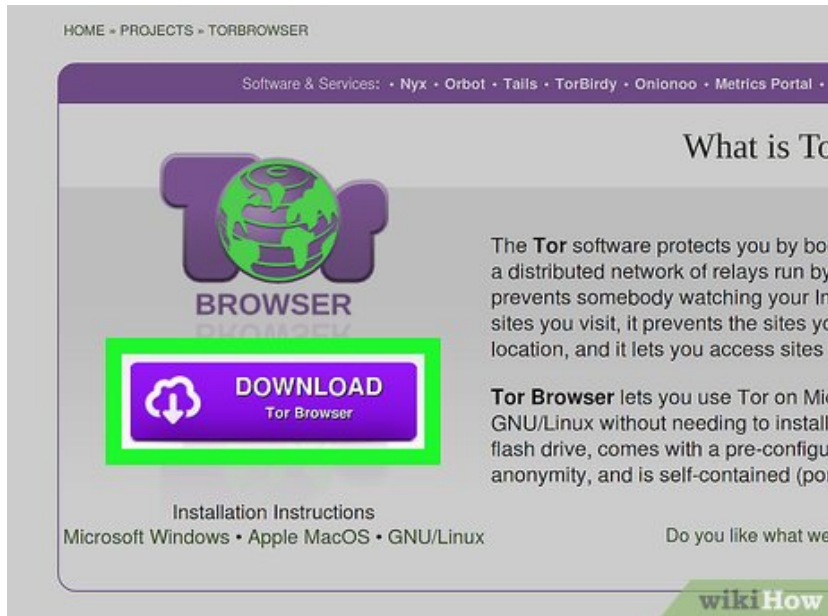 HOME » PROJECTS » TORBROWSER
Software & Services: • Nyx • Orbot • Tails • TorBirdy • Onionoo • Metrics Portal •
What is To
Tor
BROWSER
The Tor software protects you by bo
a distributed network of relays run by
prevents somebody watching your In
sites you visit, it prevents the sites yo
location, and it lets you access sites
DOWNLOAD
Tor Browser
Tor Browser lets you use Tor on Mic
GNU/Linux without needing to install
flash drive, comes with a pre-configu
anonymity, and is self-contained (por
Installation Instructions
Microsoft Windows • Apple MacOS • GNU/Linux
Do you like what we
wikiHow